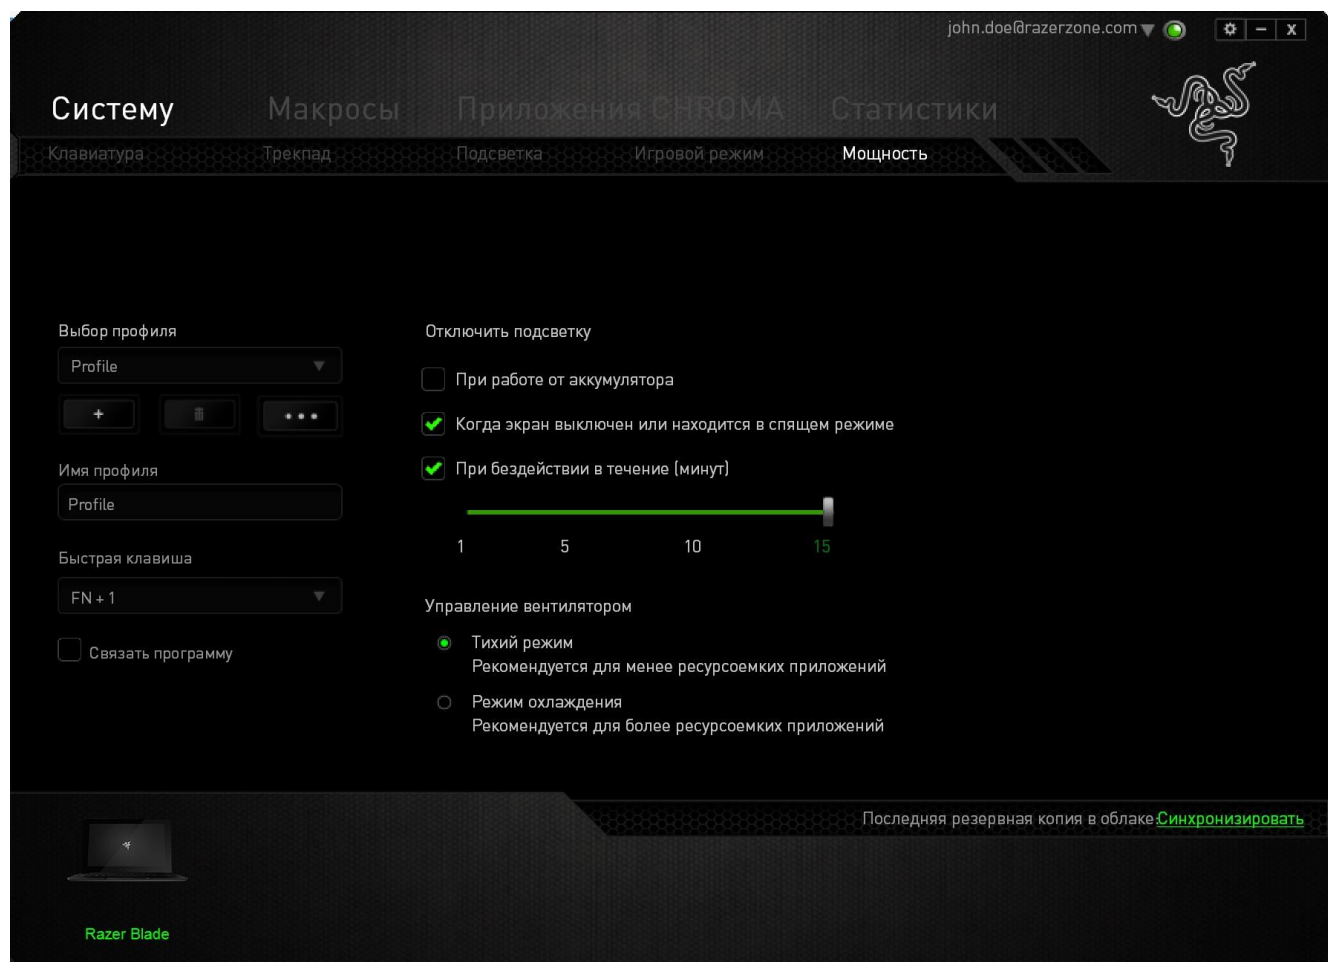 john.doe@razerzone.com
Систему Макросы Приложения CHROMA Статистики
Клавиатура Трекпад Подсветка Игровой режим Мощность
Выбор профиля
Profile
+
Имя профиля
Profile
Быстрая клавиша
FN + 1
Связать программу
Отключить подсветку
При работе от аккумулятора
Когда экран выключен или находится в спящем режиме
При бездействии в течение (минут)
1 5 10 15
Управление вентилятором
Тихий режим
Рекомендуется для менее ресурсоемких приложений
Режим охлаждения
Рекомендуется для более ресурсоемких приложений
Последняя резервная копия в облаке:Синхронизировать
Razer Blade